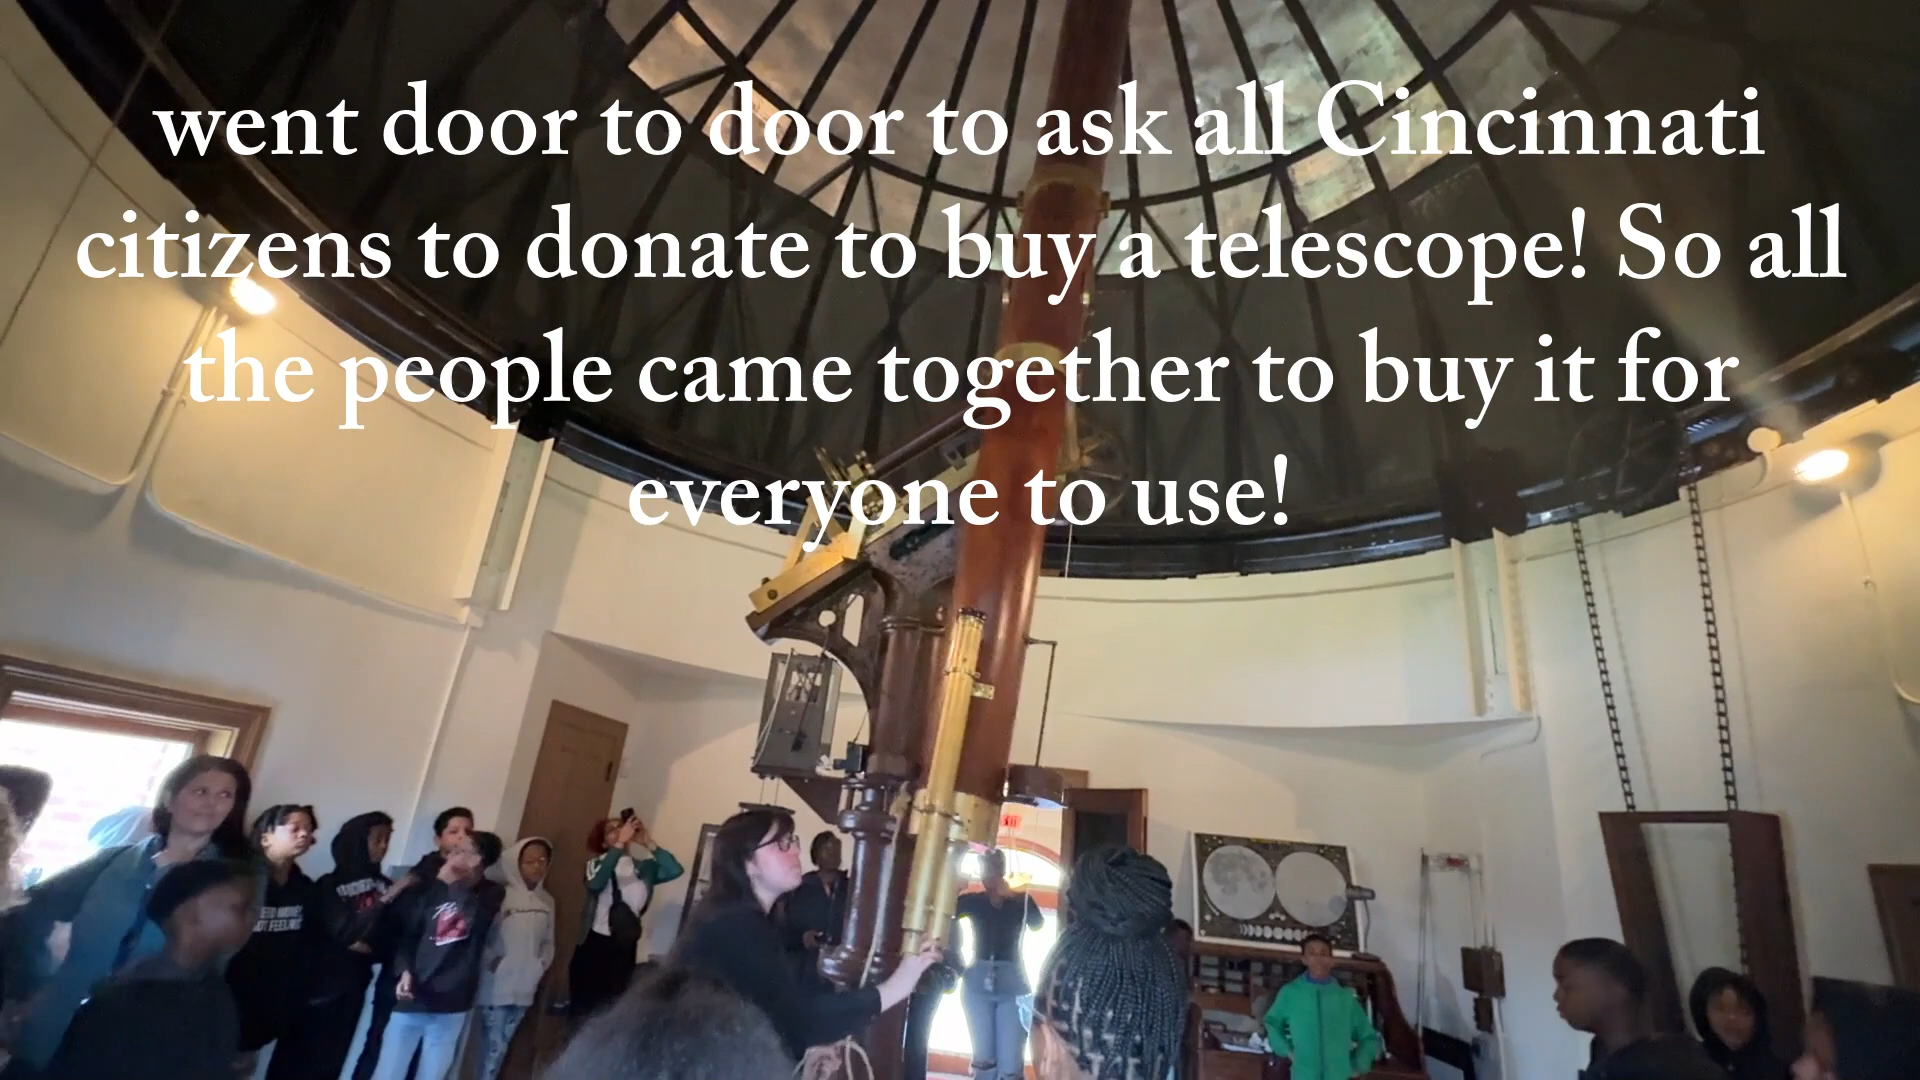 went door to door to ask all Cincinnati
citizens to donate to buy a telescope! So all
the people came together to buy it for
everyone to use!